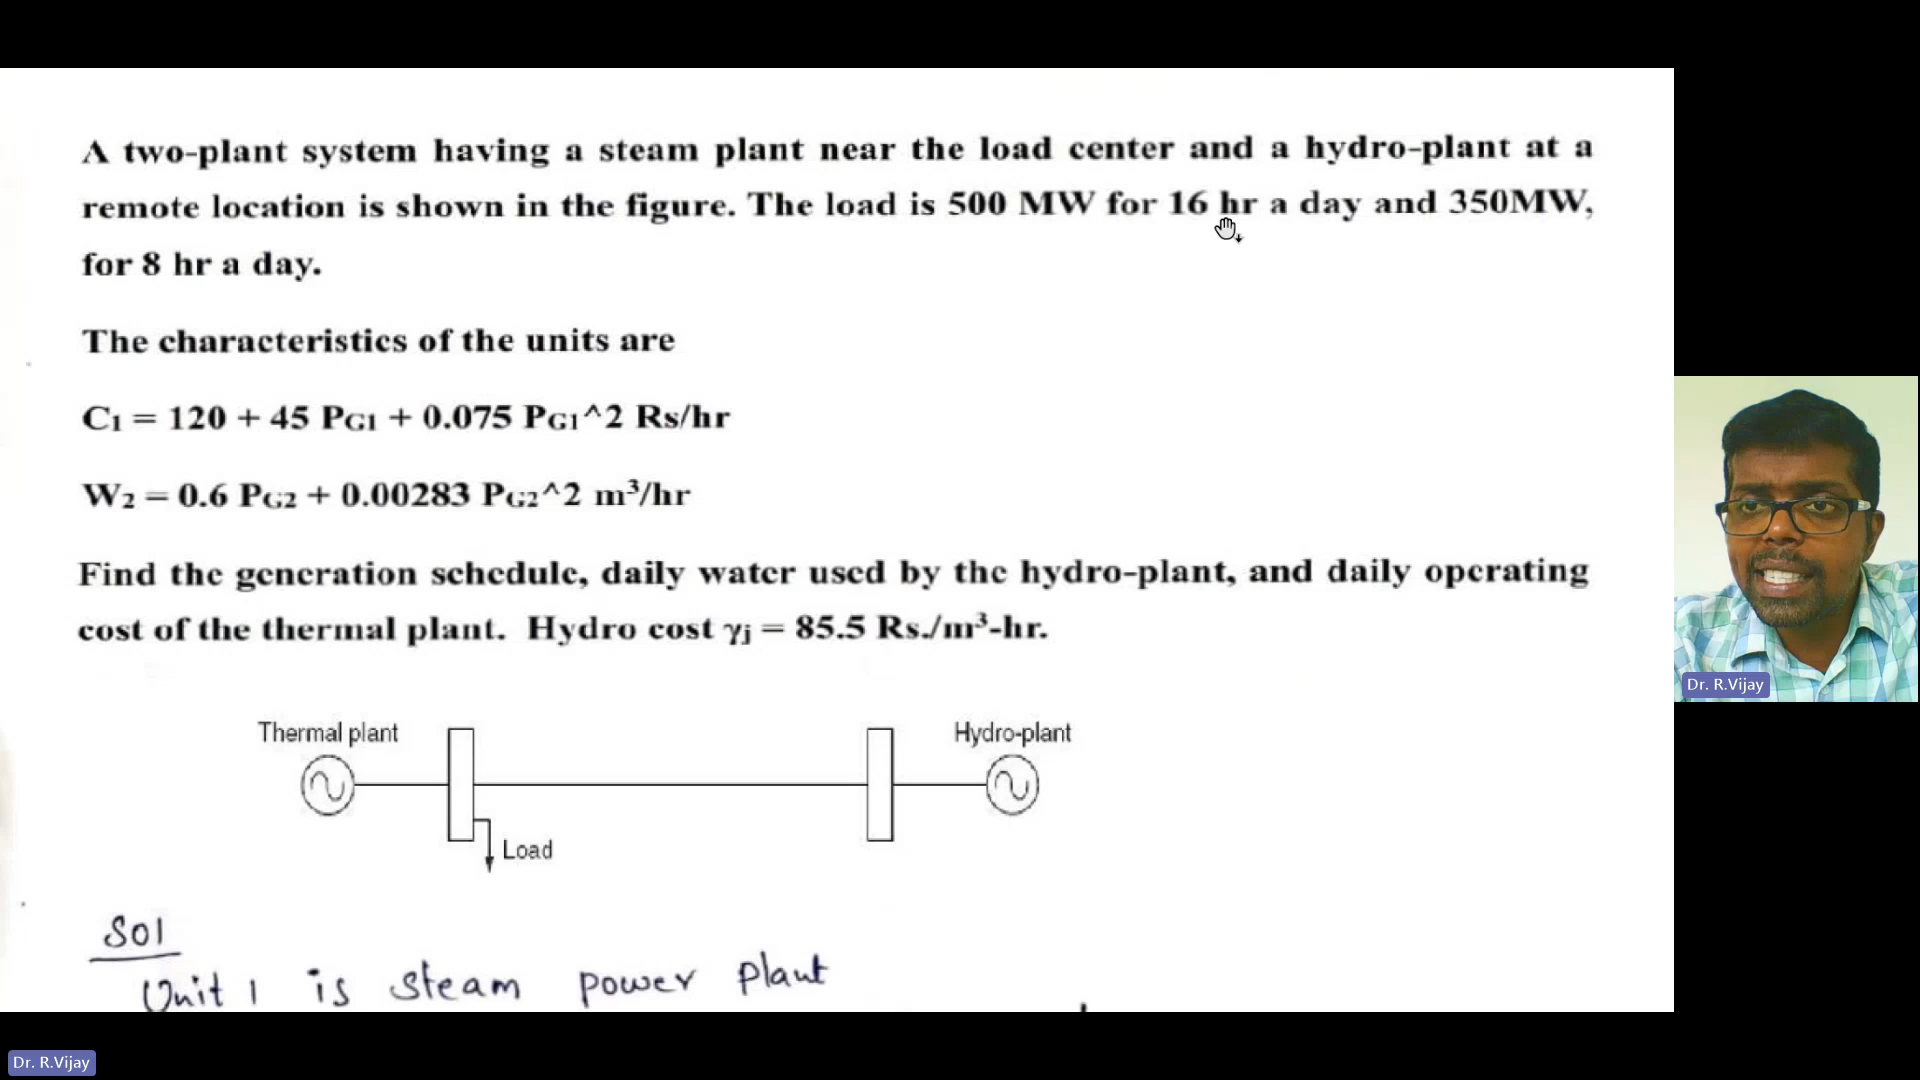 A two-plant system having a steam plant near the load center and a hydro-plant at a
remote location is shown in the figure. The load is 500 MW for 16 hr a day and 350MW,
for 8 hr a day.
The characteristics of the units are
C₁ = 120 + 45 PG1 + 0.075 PG1^2 Rs/hr
W₂ = 0.6 PG2 + 0.00283 PG2^2 m³/hr
Find the generation schedule, daily water used by the hydro-plant, and daily operating
cost of the thermal plant. Hydro cost γj = 85.5 Rs./m³-hr.
Thermal plant
Hydro-plant
Load
Sol
Unit 1 is steam power plant
Dr. R.Vijay
Dr. R.Vijay